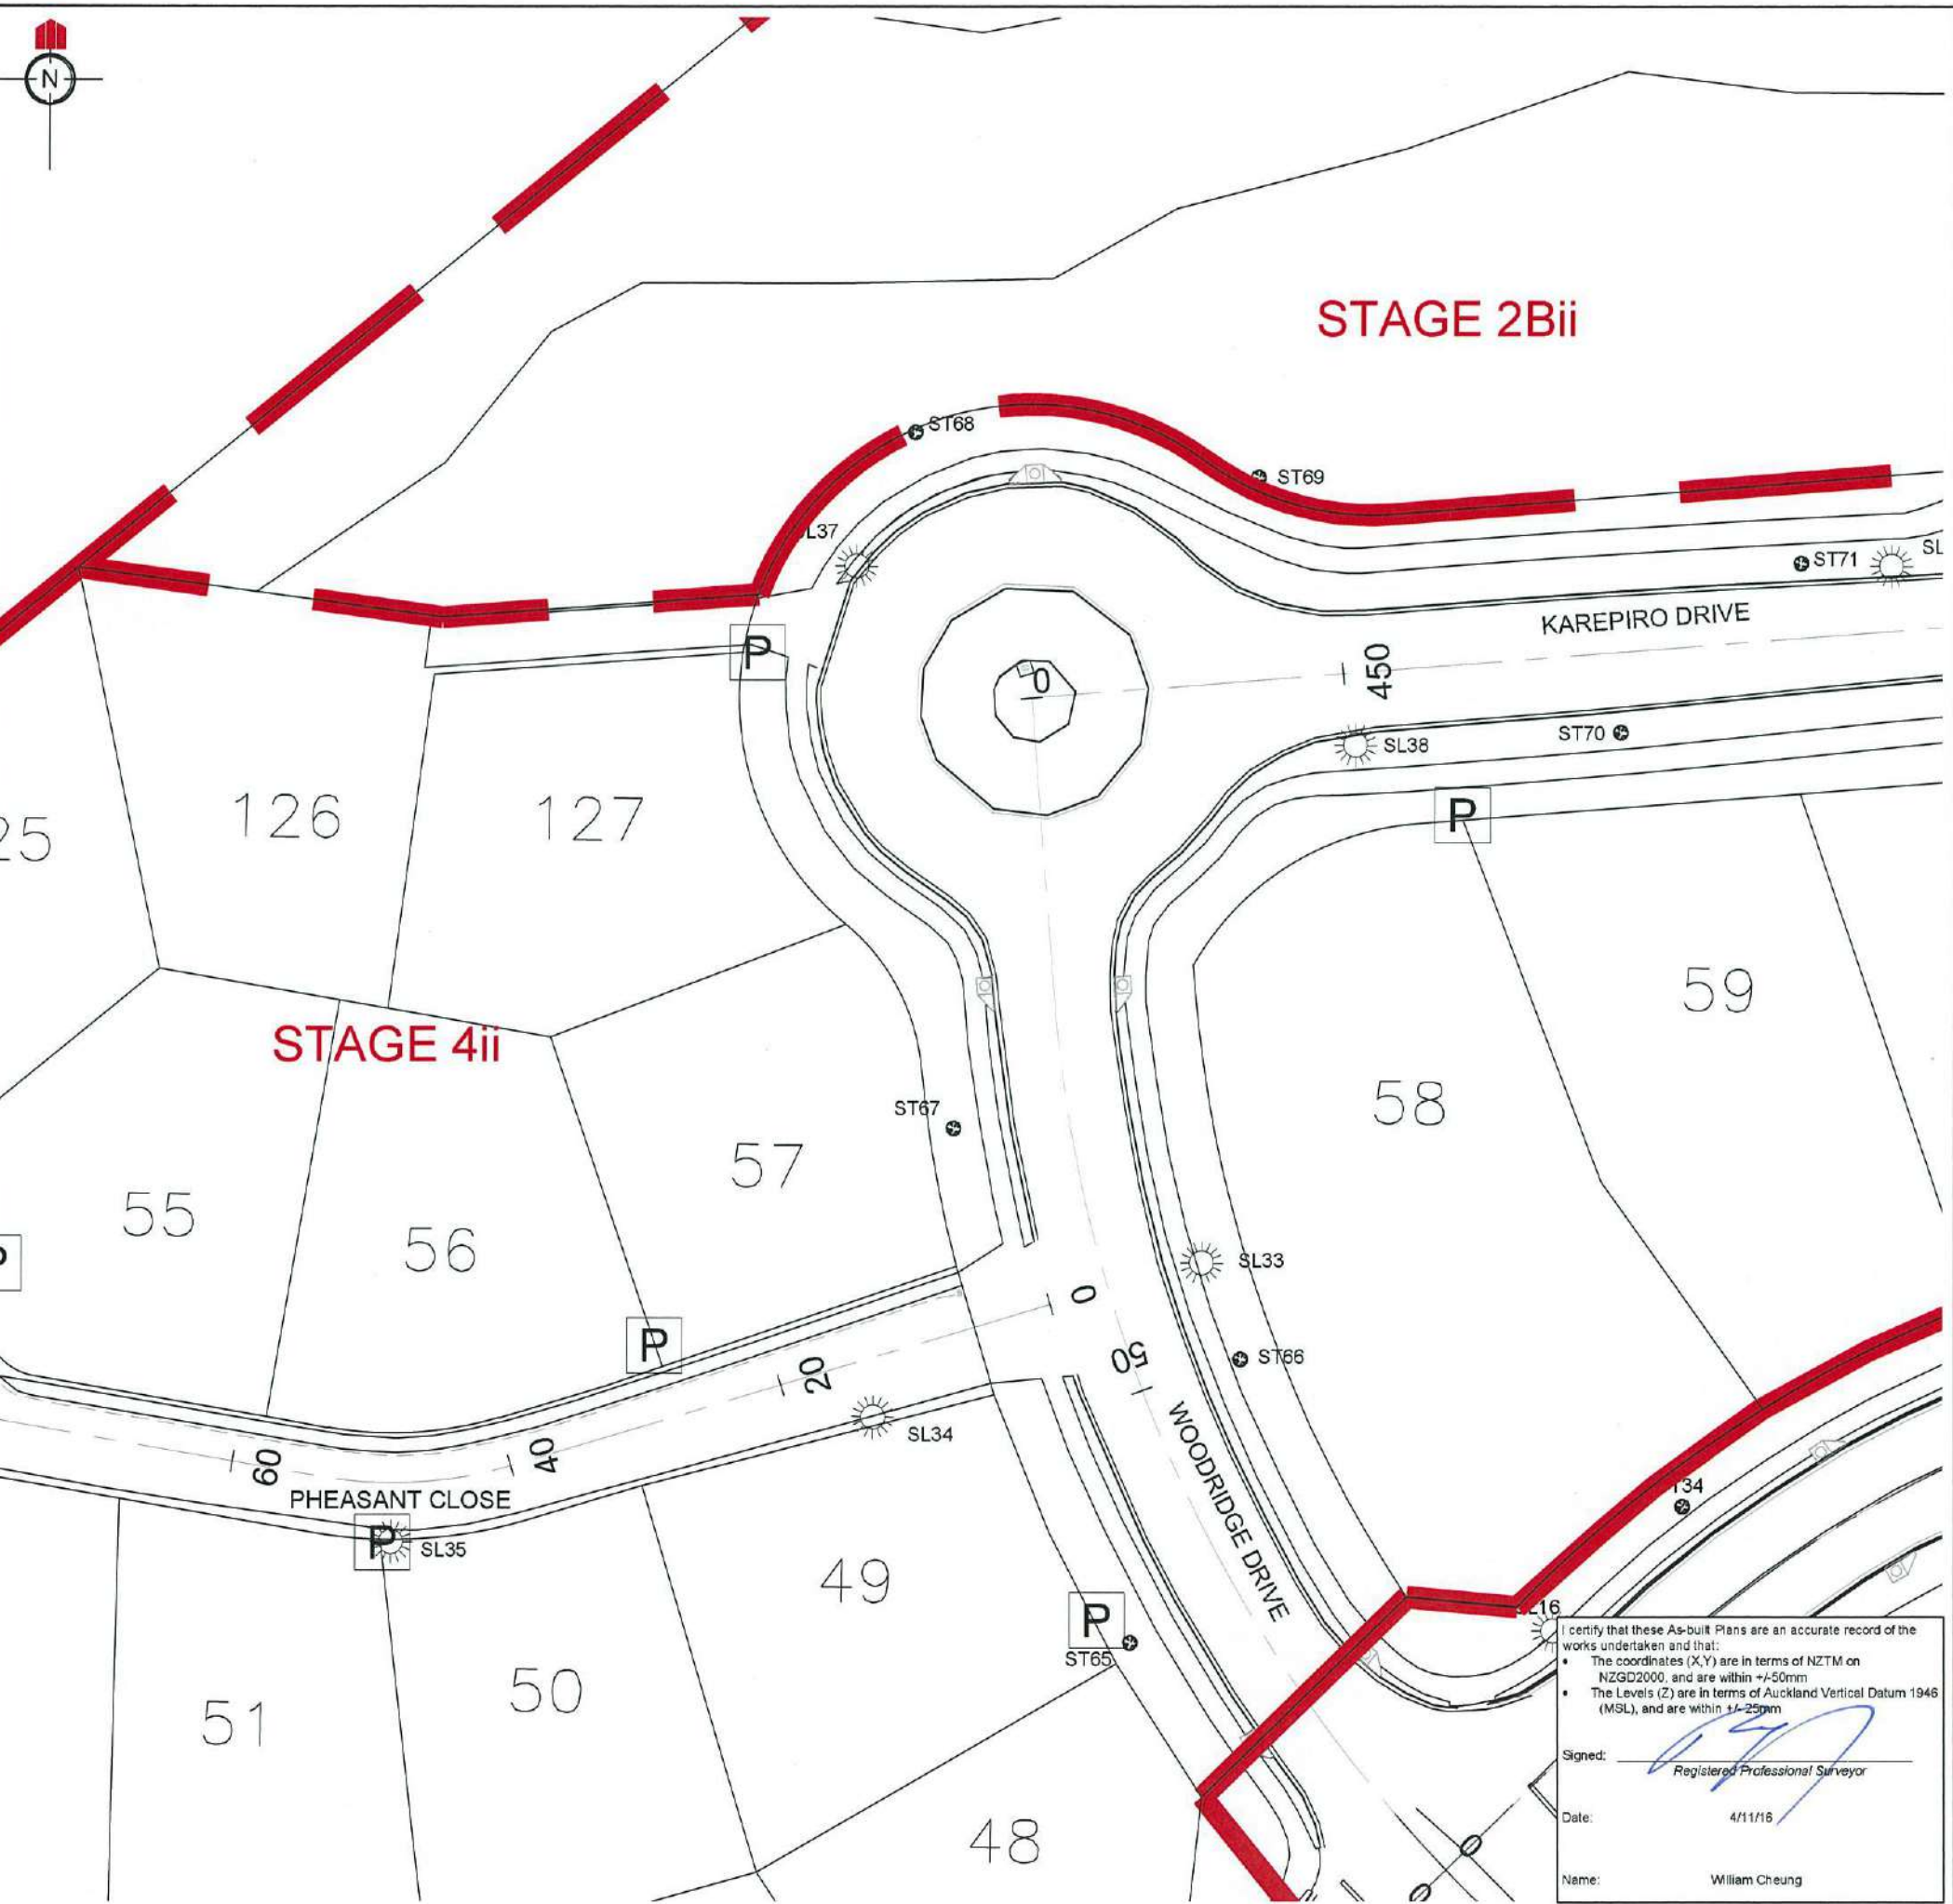 N
STAGE 2Bii
ST68
ST69
L37
ST71
SL
KAREPIRO DRIVE
P
0
450
SL38
ST70
P
25
126
127
59
STAGE 4ii
58
ST67
57
55
56
SL33
0
P
50
ST66
20
SL34
60
40
WOODRIDGE DRIVE
PHEASANT CLOSE
P
SL35
49
34
P
ST65
16
50
51
48
0
0
I certify that these As-built Plans are an accurate record of the
works undertaken and that:
• The coordinates (X,Y) are in terms of NZTM on
NZGD2000, and are within +/-50mm
• The Levels (Z) are in terms of Auckland Vertical Datum 1946
(MSL), and are within +/-25mm
Signed:
Registered Professional Surveyor
Date: 4/11/16
Name: William Cheung